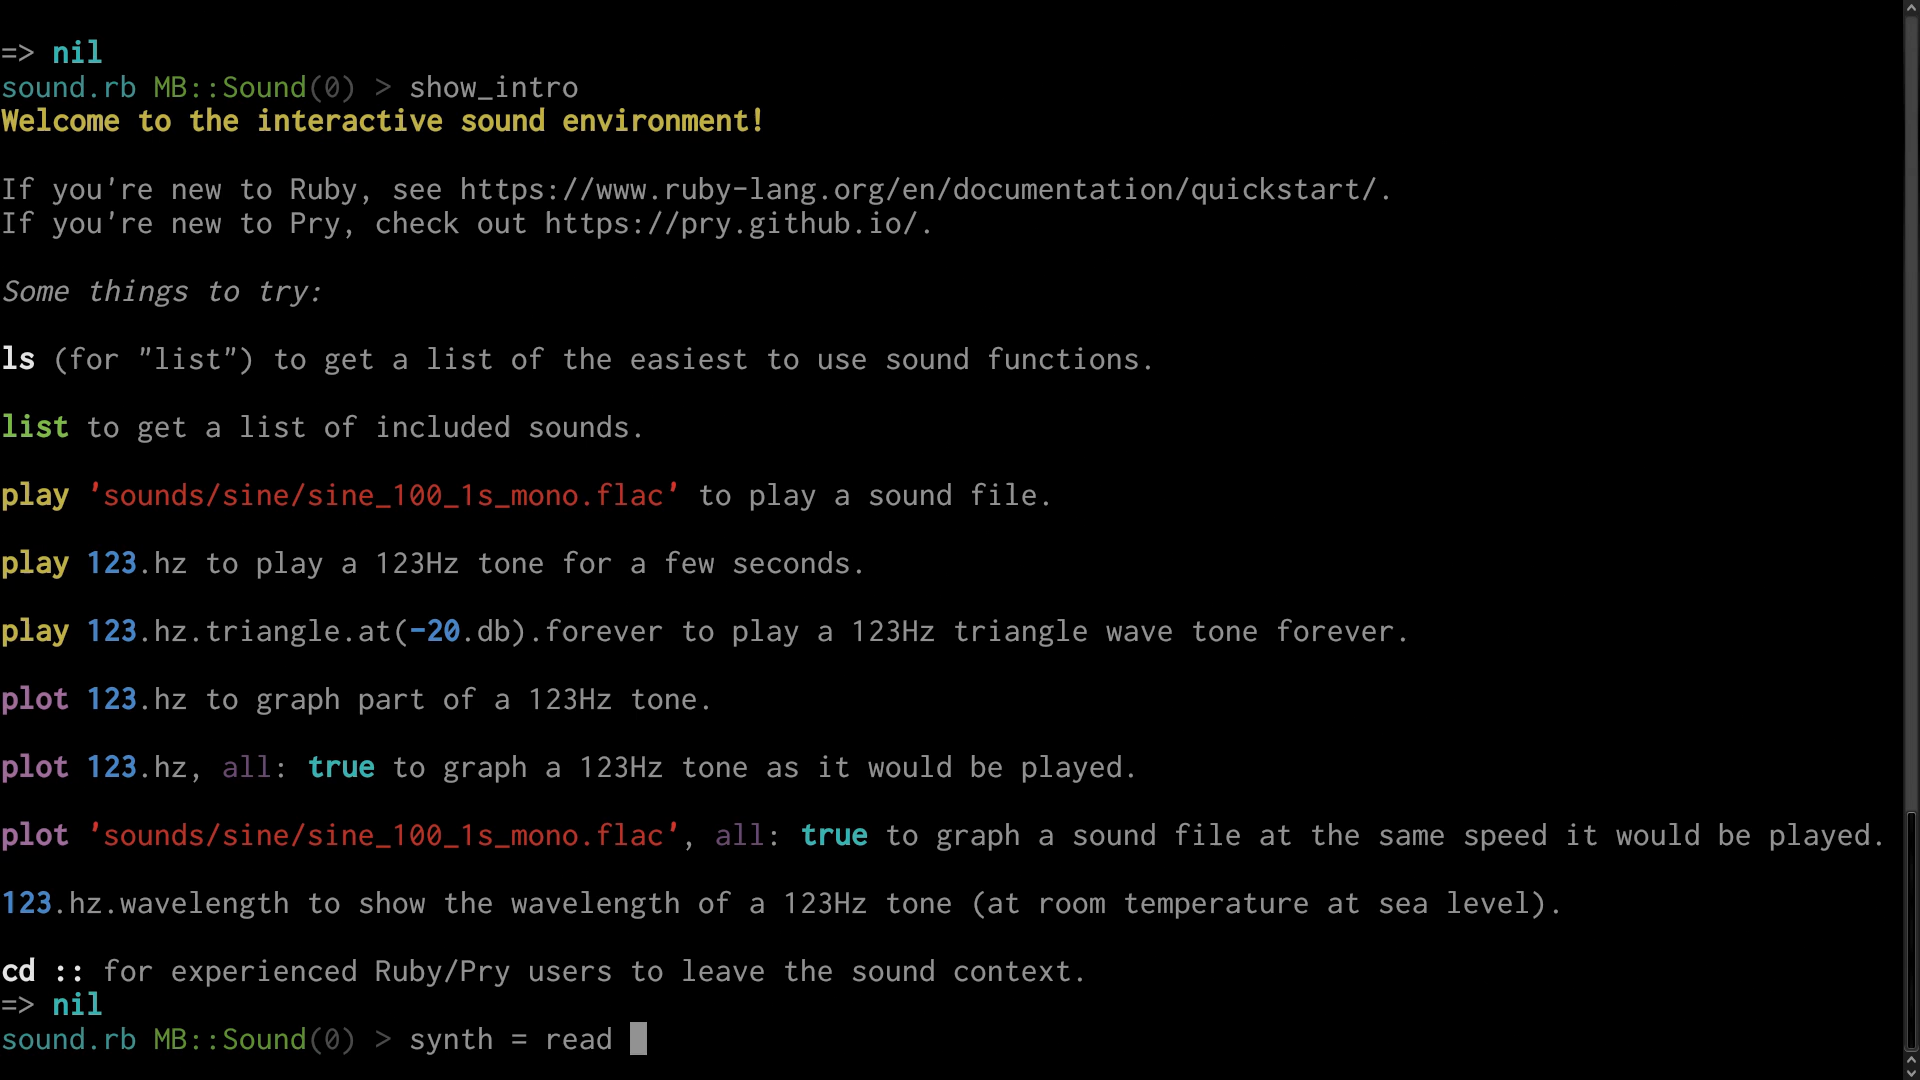 => nil
sound.rb MB::Sound(0) > show_intro
Welcome to the interactive sound environment!
If you're new to Ruby, see https://www.ruby-lang.org/en/documentation/quickstart/.
If you're new to Pry, check out https://pry.github.io/.
Some things to try:
ls (for "list") to get a list of the easiest to use sound functions.
list to get a list of included sounds.
play 'sounds/sine/sine_100_1s_mono.flac' to play a sound file.
play 123.hz to play a 123Hz tone for a few seconds.
play 123.hz.triangle.at(-20.db).forever to play a 123Hz triangle wave tone forever.
plot 123.hz to graph part of a 123Hz tone.
plot 123.hz, all: true to graph a 123Hz tone as it would be played.
plot 'sounds/sine/sine_100_1s_mono.flac', all: true to graph a sound file at the same speed it would be played.
123.hz.wavelength to show the wavelength of a 123Hz tone (at room temperature at sea level).
cd :: for experienced Ruby/Pry users to leave the sound context.
=> nil
sound.rb MB::Sound(0) > synth = read